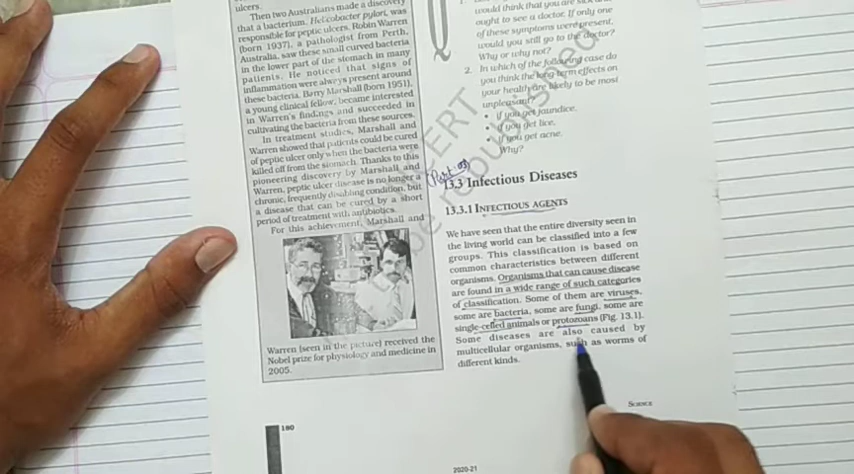 ulcers.
Then two Australians made a discovery
that a bacterium, Helicobacter pylori, was
responsible for peptic ulcers. Robin Warren
(born 1937), a pathologist from Perth,
Australia, saw these small curved bacteria
in the lower part of the stomach in many
patients. He noticed that signs of
inflammation were always present around
these bacteria. Barry Marshall (born 1951),
a young clinical fellow, became interested
in Warren's findings and succeeded in
cultivating the bacteria from these sources.
In treatment studies, Marshall and
Warren showed that patients could be cured
of peptic ulcer only when the bacteria were
killed off from the stomach. Thanks to this
pioneering discovery by Marshall and
Warren, peptic ulcer disease is no longer a
chronic, frequently disabling condition, but
a disease that can be cured by a short
period of treatment with antibiotics.
For this achievement, Marshall and
Warren (seen in the picture) received the
Nobel prize for physiology and medicine in
2005.
180
1.
would think that you are
ought to see a doctor. If only one
of these symptoms were present,
would you still go to the doctor?
Why or why not?
2. In which of the following case do
you think the long-term effects on
your health are likely to be most
unpleasant?
• if you get jaundice,
• if you get lice,
• if you get acne.
Why?
13.3 Infectious Diseases
13.3.1 INFECTIOUS AGENTS
We have seen that the entire diversity seen in
the living world can be classified into a few
groups. This classification is based on
common characteristics between different
organisms. Organisms that can cause disease
are found in a wide range of such categories
of classification. Some of them are viruses,
some are bacteria, some are fungi, some are
single-celled animals or protozoans (Fig. 13.1).
Some diseases are also caused by
multicellular organisms, such as worms of
different kinds.
SCIENCE
2020-21